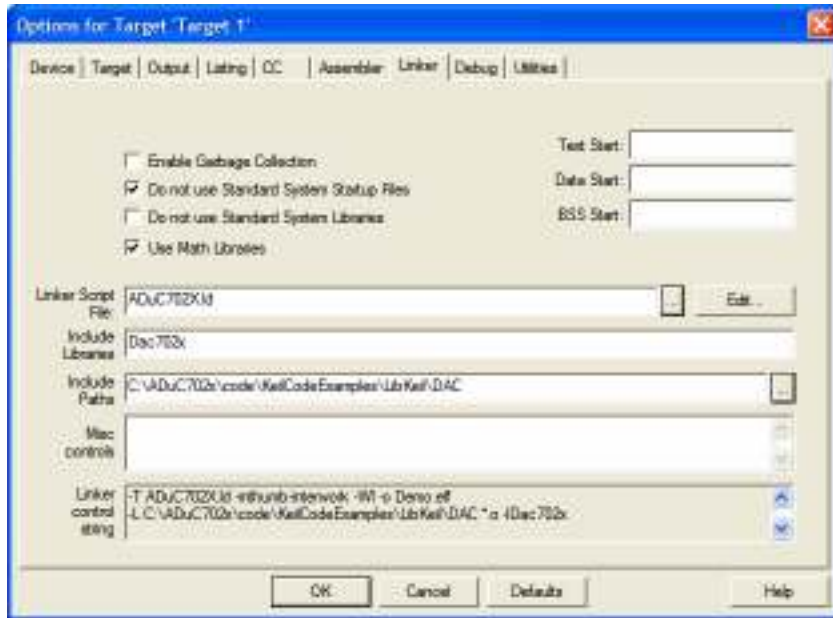 Options for Target 'Target 1'
Device Target Output Listing CC Assembler Linker Debug Utilities
Enable Garbage Collection
Do not use Standard System Startup Files
Do not use Standard System Libraries
Use Math Libraries
Text Start:
Data Start:
BSS Start:
Linker Script File:
ADuC702X.ld
...
Edit...
Include Libraries
Dac702x
Include Paths
C:\ADuC702x\code\KeilCodeExamples\LibKeil\DAC
...
Misc controls
Linker control string
-T ADuC702X.ld -mthumb-interwork -Wl -o Demo.elf
-L C:\ADuC702x\code\KeilCodeExamples\LibKeil\DAC *.o -lDac702x
OK Cancel Defaults Help